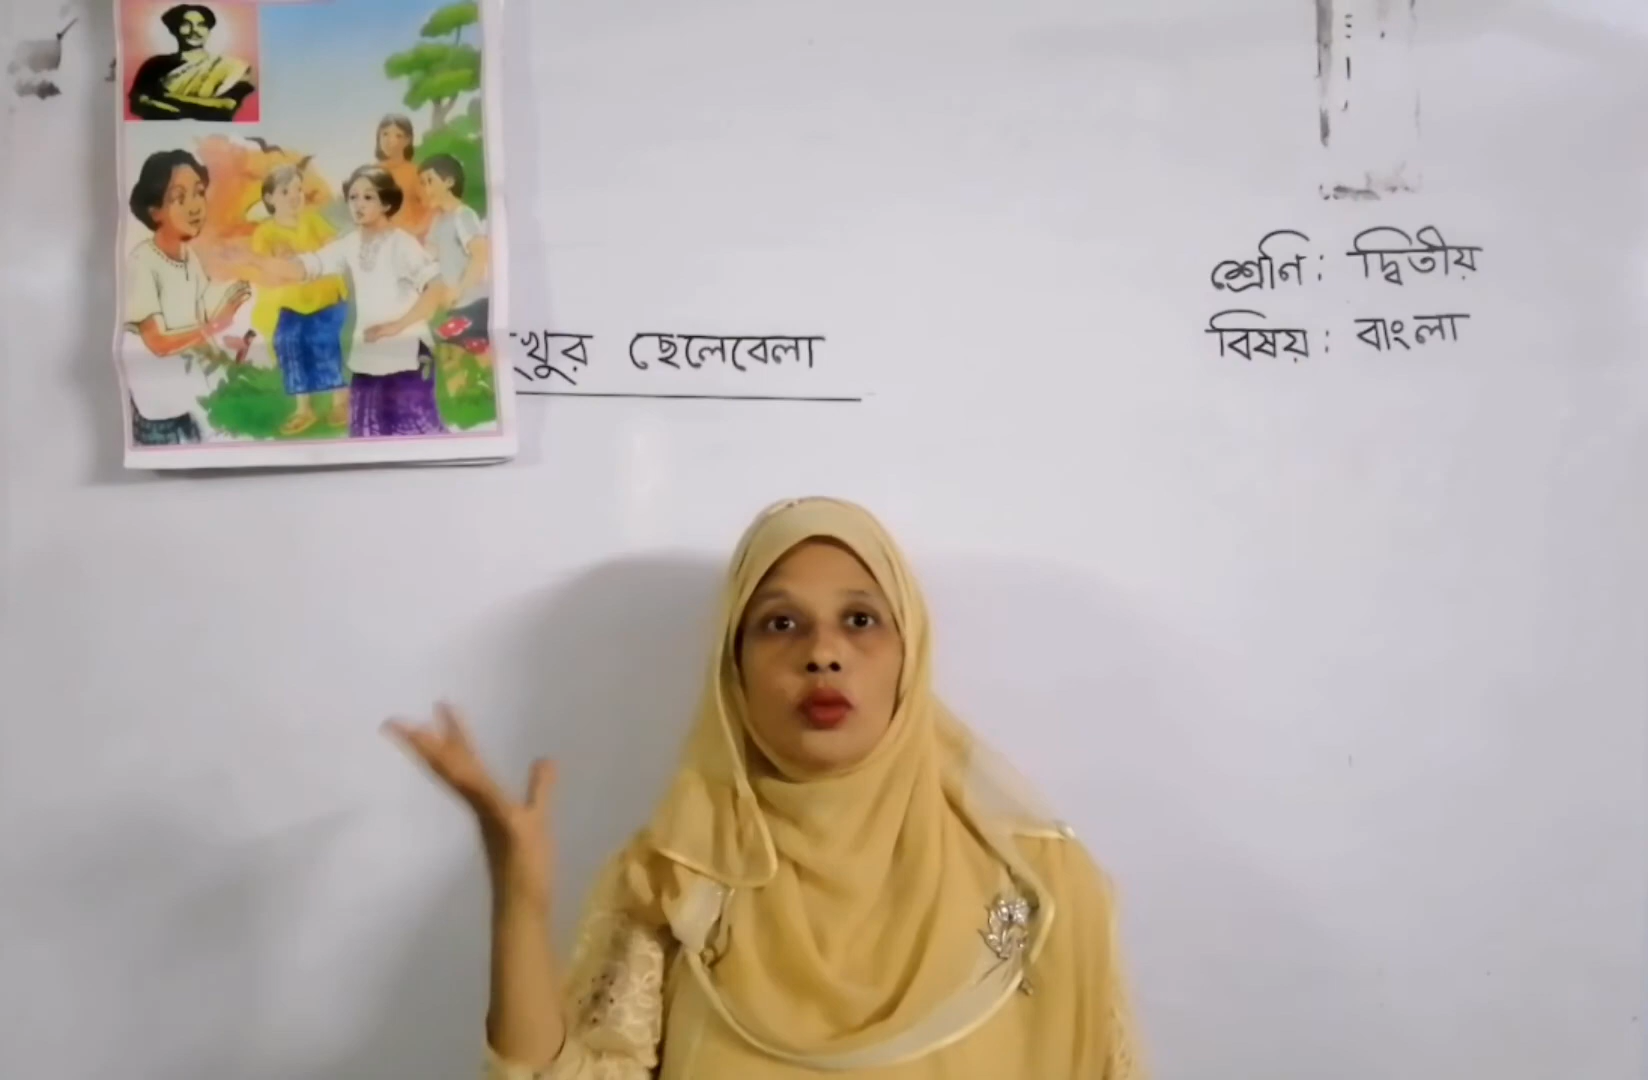 ছেলেবেলা
শ্রেণি : দ্বিতীয়
বিষয় : বাংলা